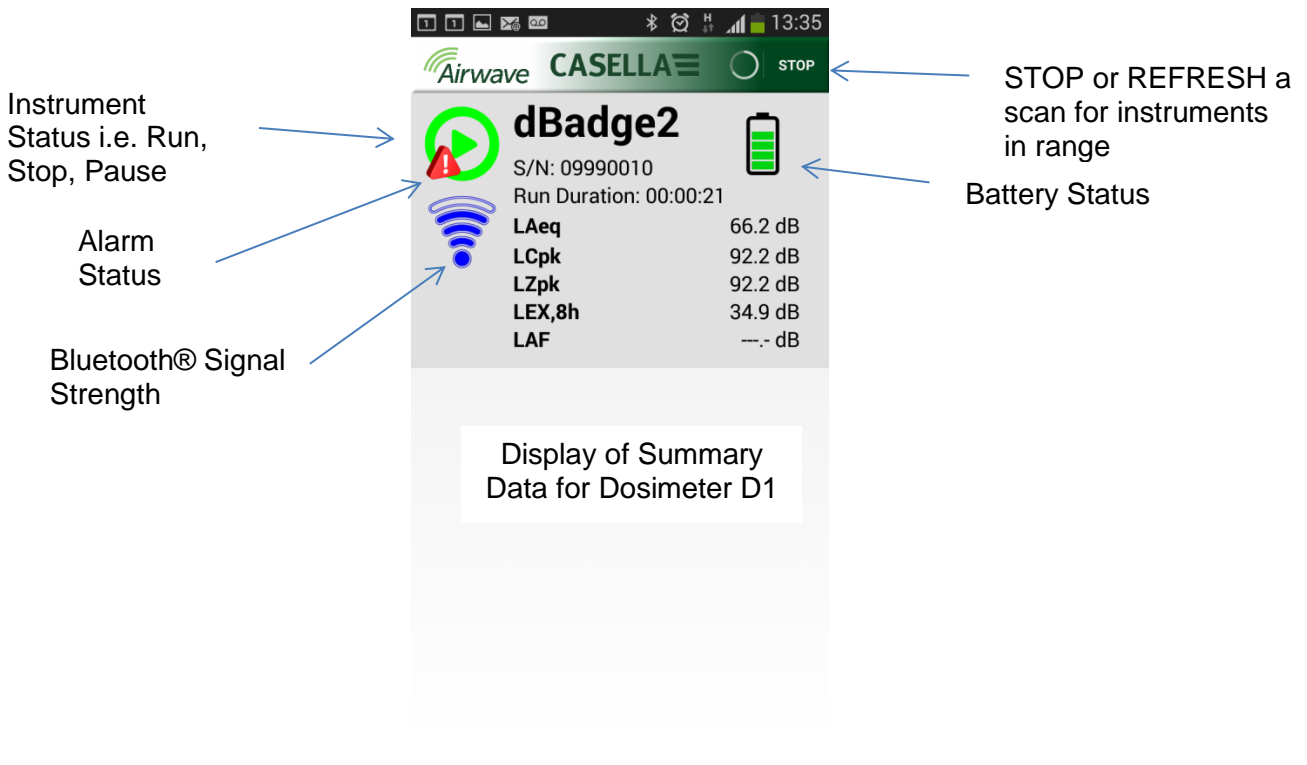 1 1 H 13:35
Airwave CASELLA STOP
Instrument
Status i.e. Run,
Stop, Pause
Alarm
Status
Bluetooth® Signal
Strength
dBadge2
S/N: 09990010
Run Duration: 00:00:21
LAeq 66.2 dB
LCpk 92.2 dB
LZpk 92.2 dB
LEX,8h 34.9 dB
LAF ---.- dB
STOP or REFRESH a
scan for instruments
in range
Battery Status
Display of Summary
Data for Dosimeter D1